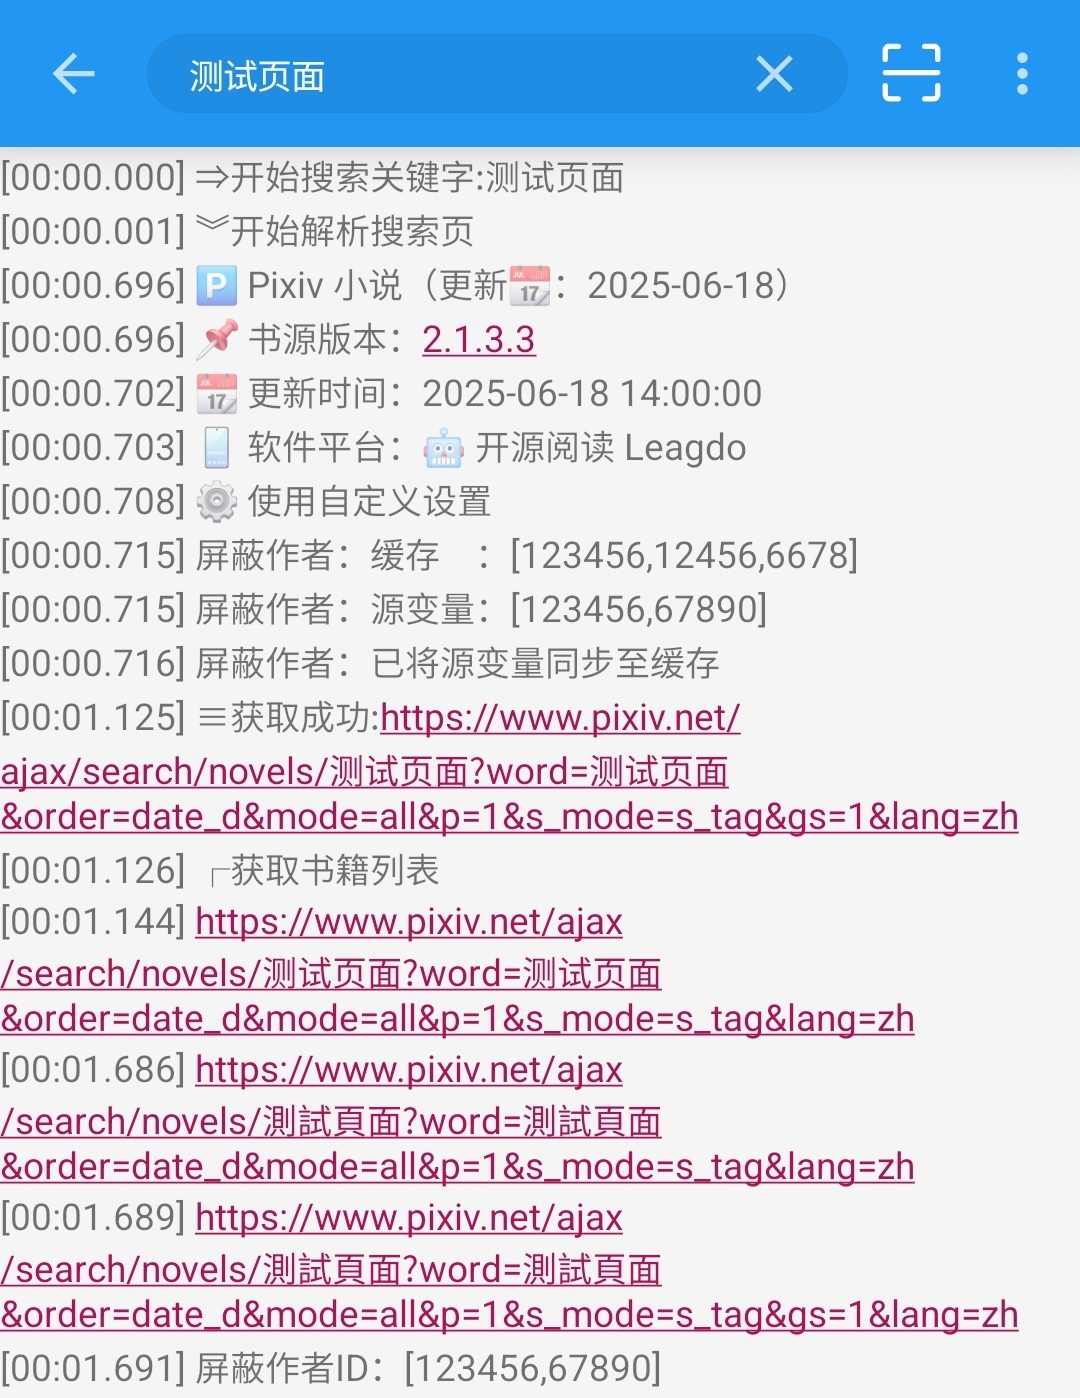 测试页面
[00:00.000] ⇒开始搜索关键字:测试页面
[00:00.001] ︾开始解析搜索页
[00:00.696] 🅿️ Pixiv 小说（更新📆：2025-06-18）
[00:00.696] 📌 书源版本：2.1.3.3
[00:00.702] 📆 更新时间：2025-06-18 14:00:00
[00:00.703] 📱 软件平台：🤖 开源阅读 Leagdo
[00:00.708] ⚙️ 使用自定义设置
[00:00.715] 屏蔽作者：缓存　：[123456,12456,6678]
[00:00.715] 屏蔽作者：源变量：[123456,67890]
[00:00.716] 屏蔽作者：已将源变量同步至缓存
[00:01.125] ≡获取成功:https://www.pixiv.net/
ajax/search/novels/测试页面?word=测试页面
&order=date_d&mode=all&p=1&s_mode=s_tag&gs=1&lang=zh
[00:01.126] ┌获取书籍列表
[00:01.144] https://www.pixiv.net/ajax
/search/novels/测试页面?word=测试页面
&order=date_d&mode=all&p=1&s_mode=s_tag&lang=zh
[00:01.686] https://www.pixiv.net/ajax
/search/novels/測試頁面?word=測試頁面
&order=date_d&mode=all&p=1&s_mode=s_tag&lang=zh
[00:01.689] https://www.pixiv.net/ajax
/search/novels/測試頁面?word=測試頁面
&order=date_d&mode=all&p=1&s_mode=s_tag&gs=1&lang=zh
[00:01.691] 屏蔽作者ID：[123456,67890]